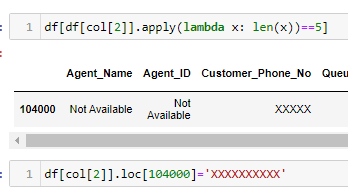 1 df[df[col[2]].apply(lambda x: len(x))==5]
Agent_Name Agent_ID Customer_Phone_No Queu
104000 Not Available Not Available XXXXX
1 df[col[2]].loc[104000]='XXXXXXXXXX'